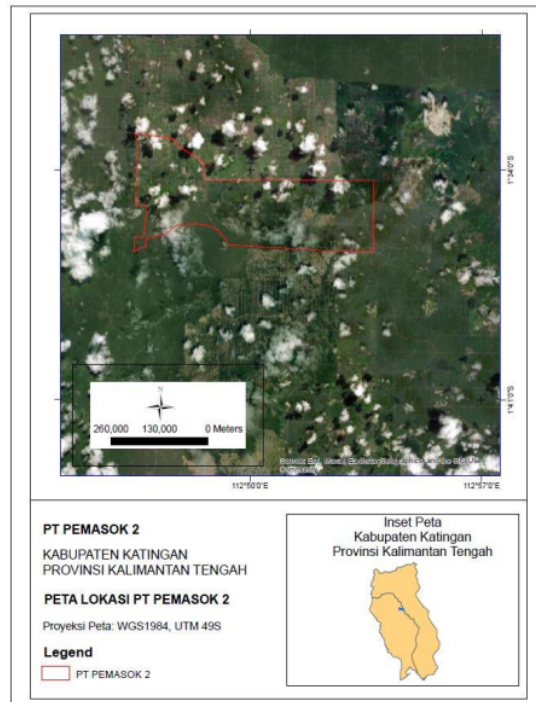 1°34'0"S
1°41'0"S
N
260,000 130,000 0 Meters
112°50'0"E 112°57'0"E
PT PEMASOK 2
KABUPATEN KATINGAN
PROVINSI KALIMANTAN TENGAH
PETA LOKASI PT PEMASOK 2
Proyeksi Peta: WGS1984, UTM 49S
Legend
PT PEMASOK 2
Inset Peta
Kabupaten Katingan
Provinsi Kalimantan Tengah